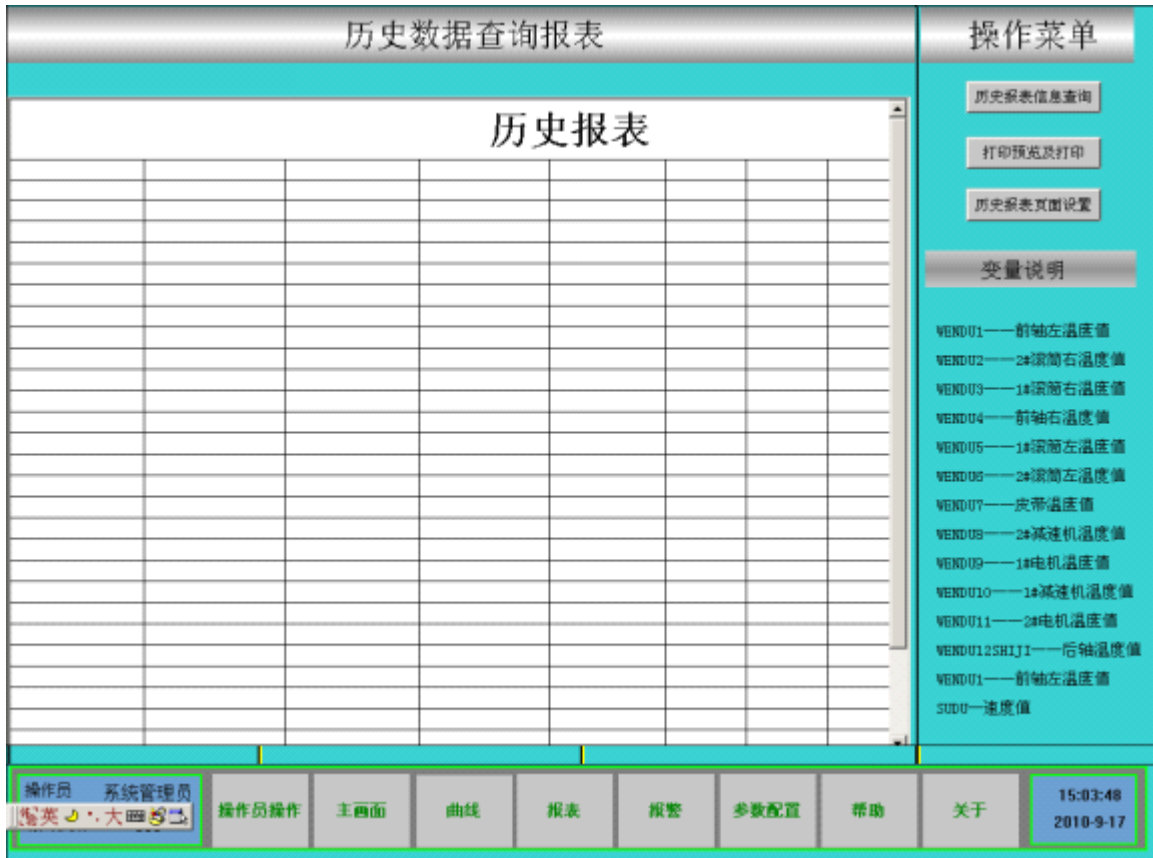 历史数据查询报表
操作菜单
历史报表
历史报表信息查询
打印预览及打印
历史报表页面设置
变量说明
WENDU1——前轴左温度值
WENDU2——2#滚筒右温度值
WENDU3——1#滚筒右温度值
WENDU4——前轴右温度值
WENDU5——1#滚筒左温度值
WENDU6——2#滚筒左温度值
WENDU7——皮带温度值
WENDU8——2#减速机温度值
WENDU9——1#电机温度值
WENDU10——1#减速机温度值
WENDU11——2#电机温度值
WENDU12SHIJI——后轴温度值
WENDU1——前轴左温度值
SUDU—速度值
操作员 系统管理员
英 大
操作员操作
主画面
曲线
报表
报警
参数配置
帮助
关于
15:03:48
2010-9-17